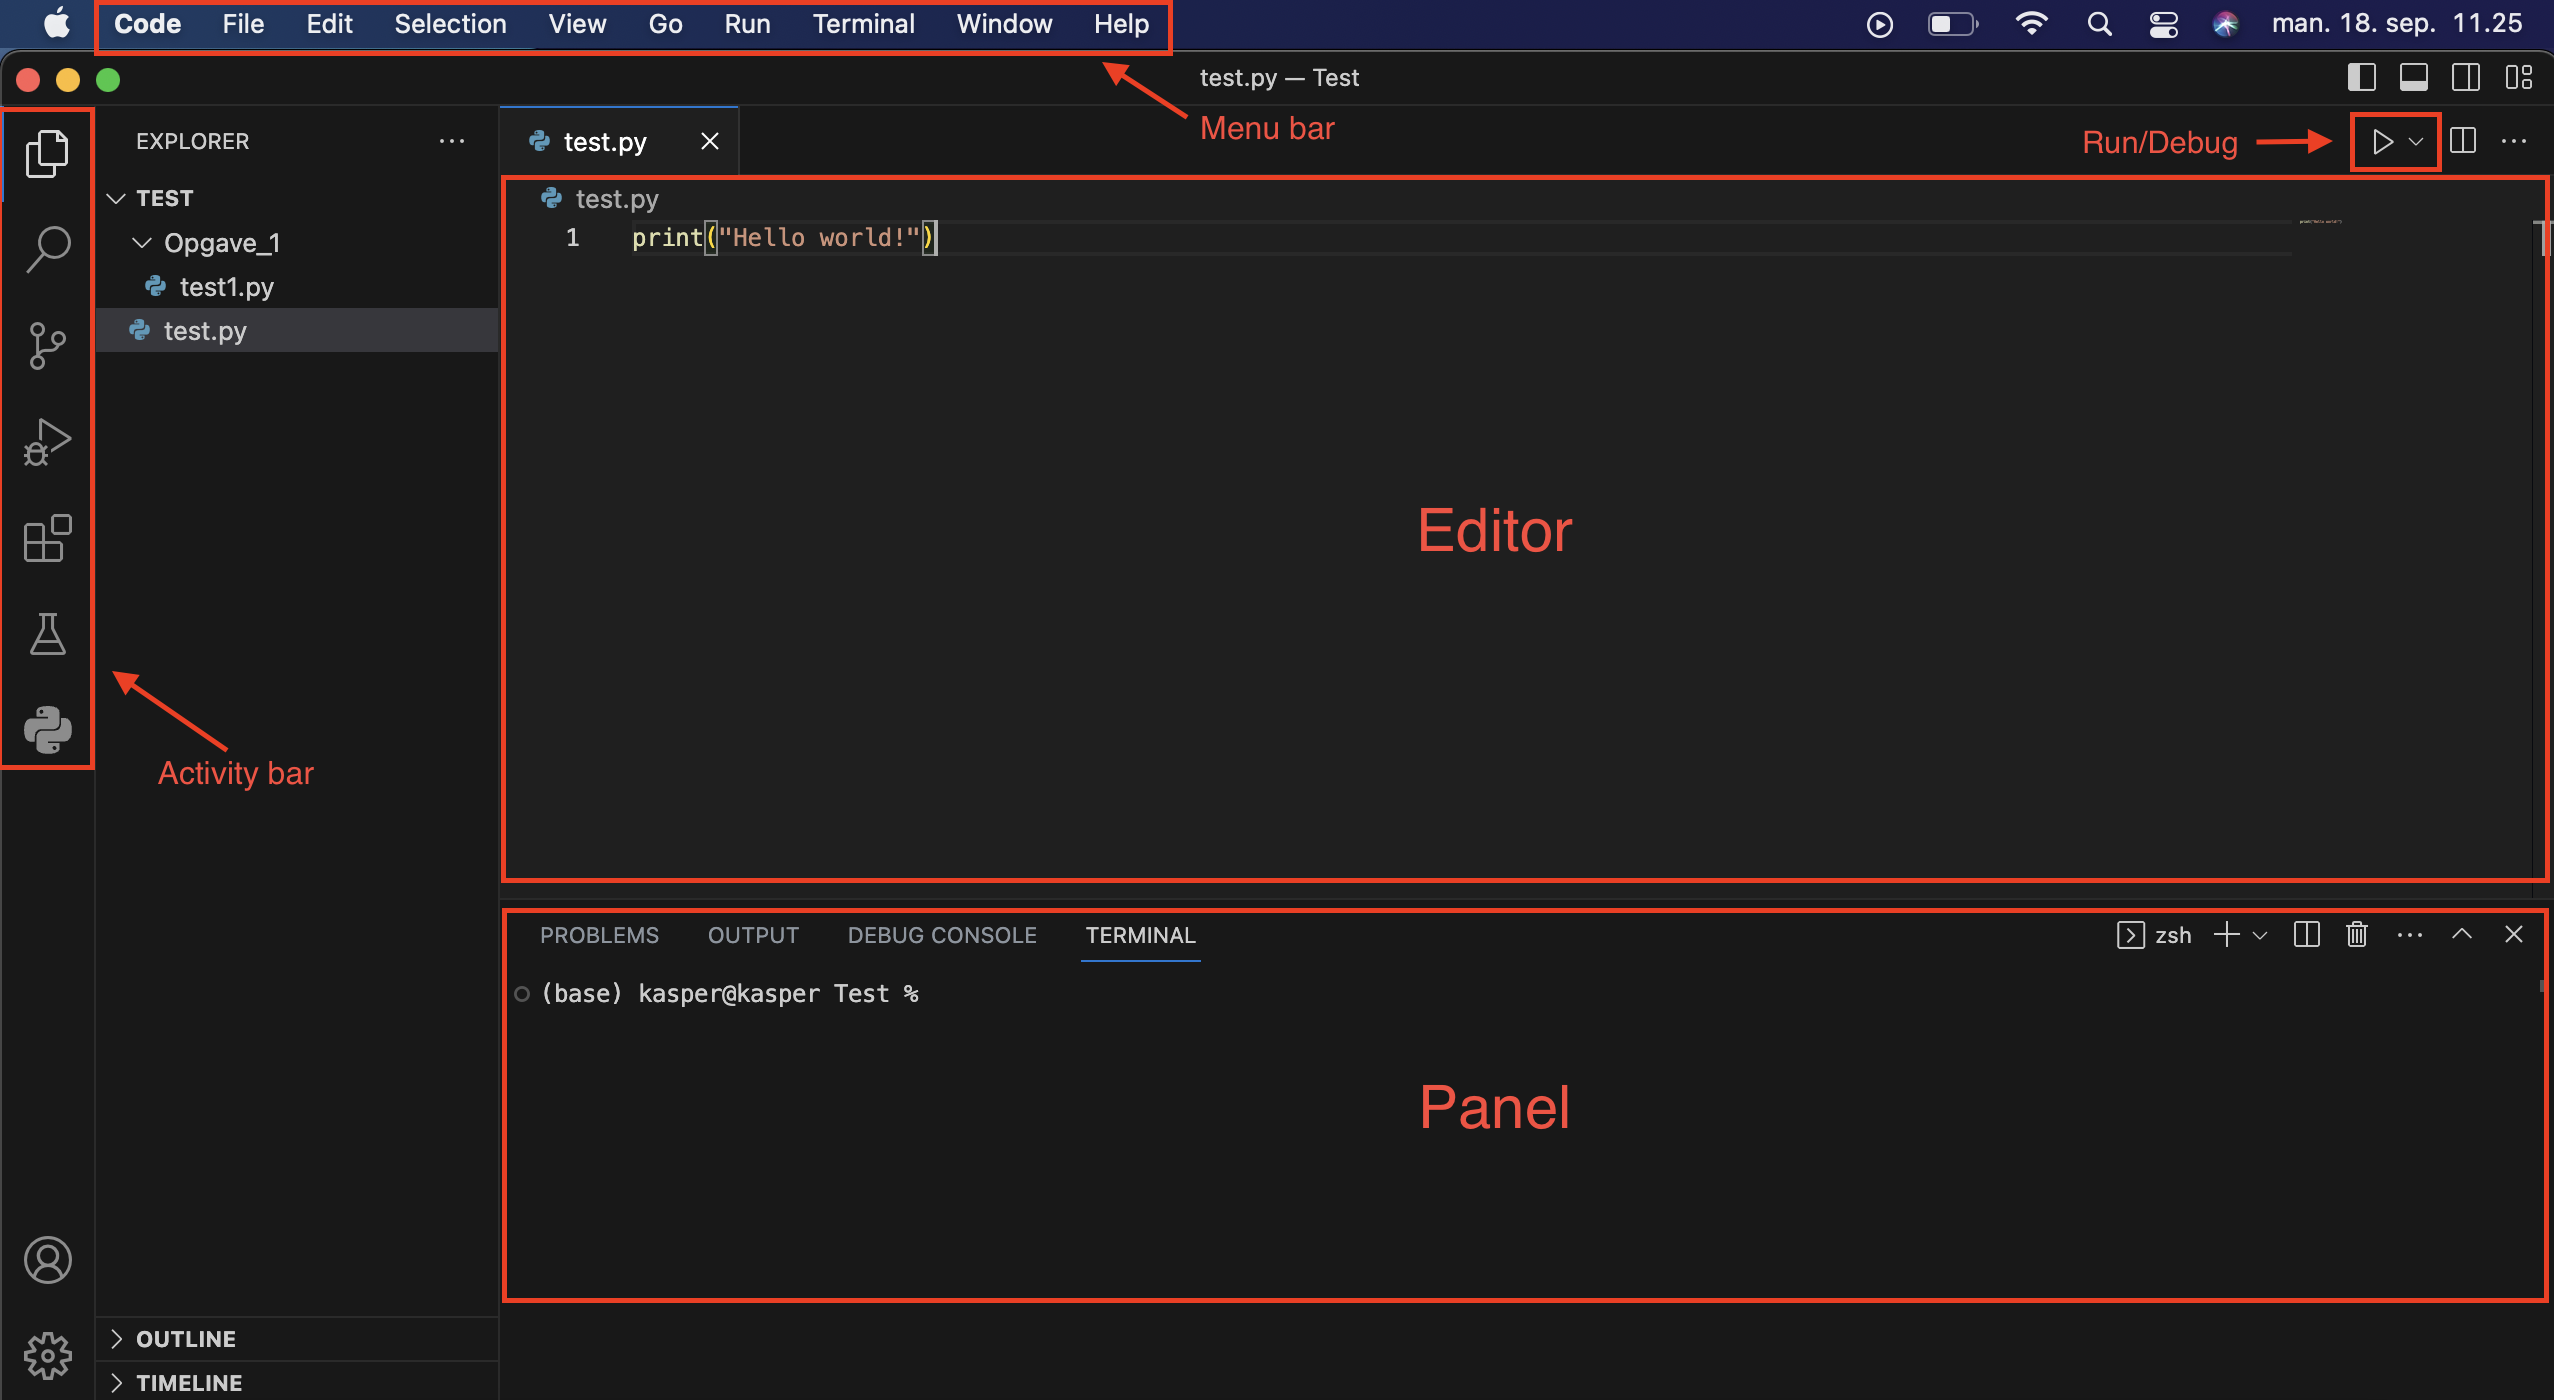 Code File Edit Selection View Go Run Terminal Window Help man. 18. sep. 11.25
test.py — Test
Menu bar
EXPLORER ···
test.py
Run/Debug
TEST
Opgave_1
test1.py
test.py
test.py
1 print("Hello world!")
Editor
Activity bar
PROBLEMS OUTPUT DEBUG CONSOLE TERMINAL zsh
(base) kasper@kasper Test %
Panel
OUTLINE
TIMELINE